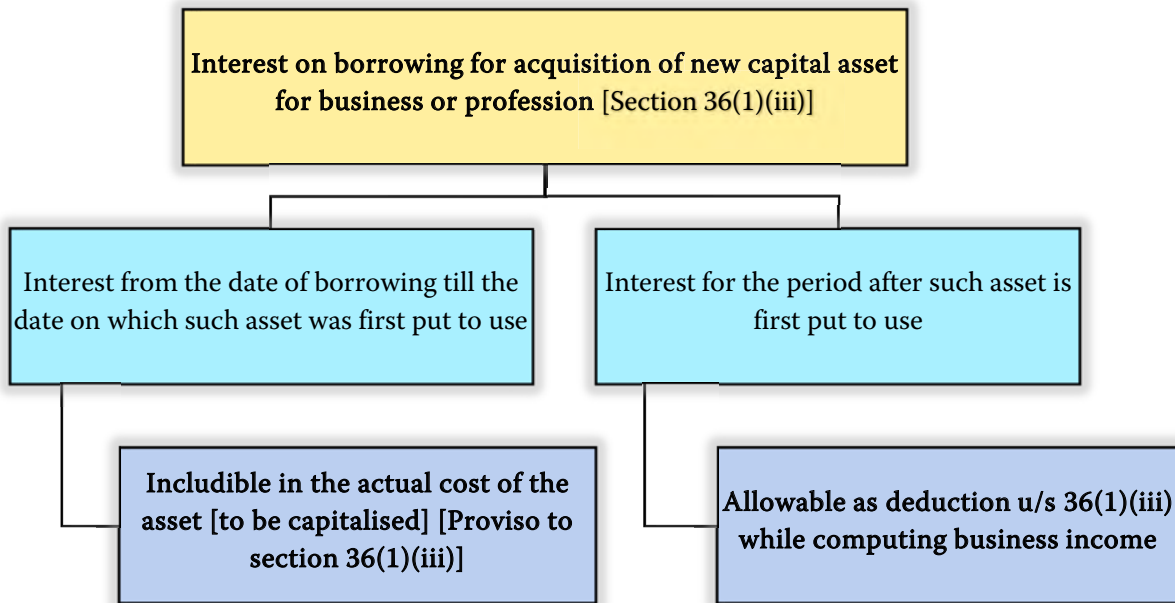 Interest on borrowing for acquisition of new capital asset
for business or profession [Section 36(1)(iii)]
Interest from the date of borrowing till the
date on which such asset was first put to use
Interest for the period after such asset is
first put to use
Includible in the actual cost of the
asset [to be capitalised] [Proviso to
section 36(1)(iii)]
Allowable as deduction u/s 36(1)(iii)
while computing business income